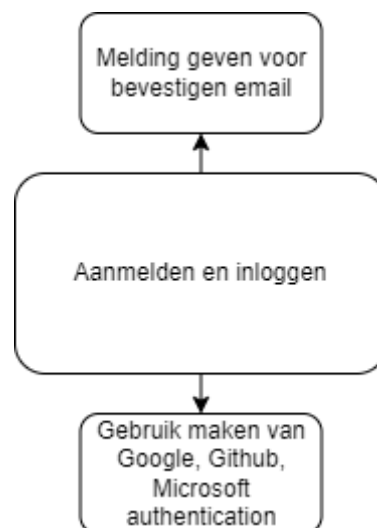 Melding geven voor
bevestigen email
Aanmelden en inloggen
Gebruik maken van
Google, Github,
Microsoft
authentication